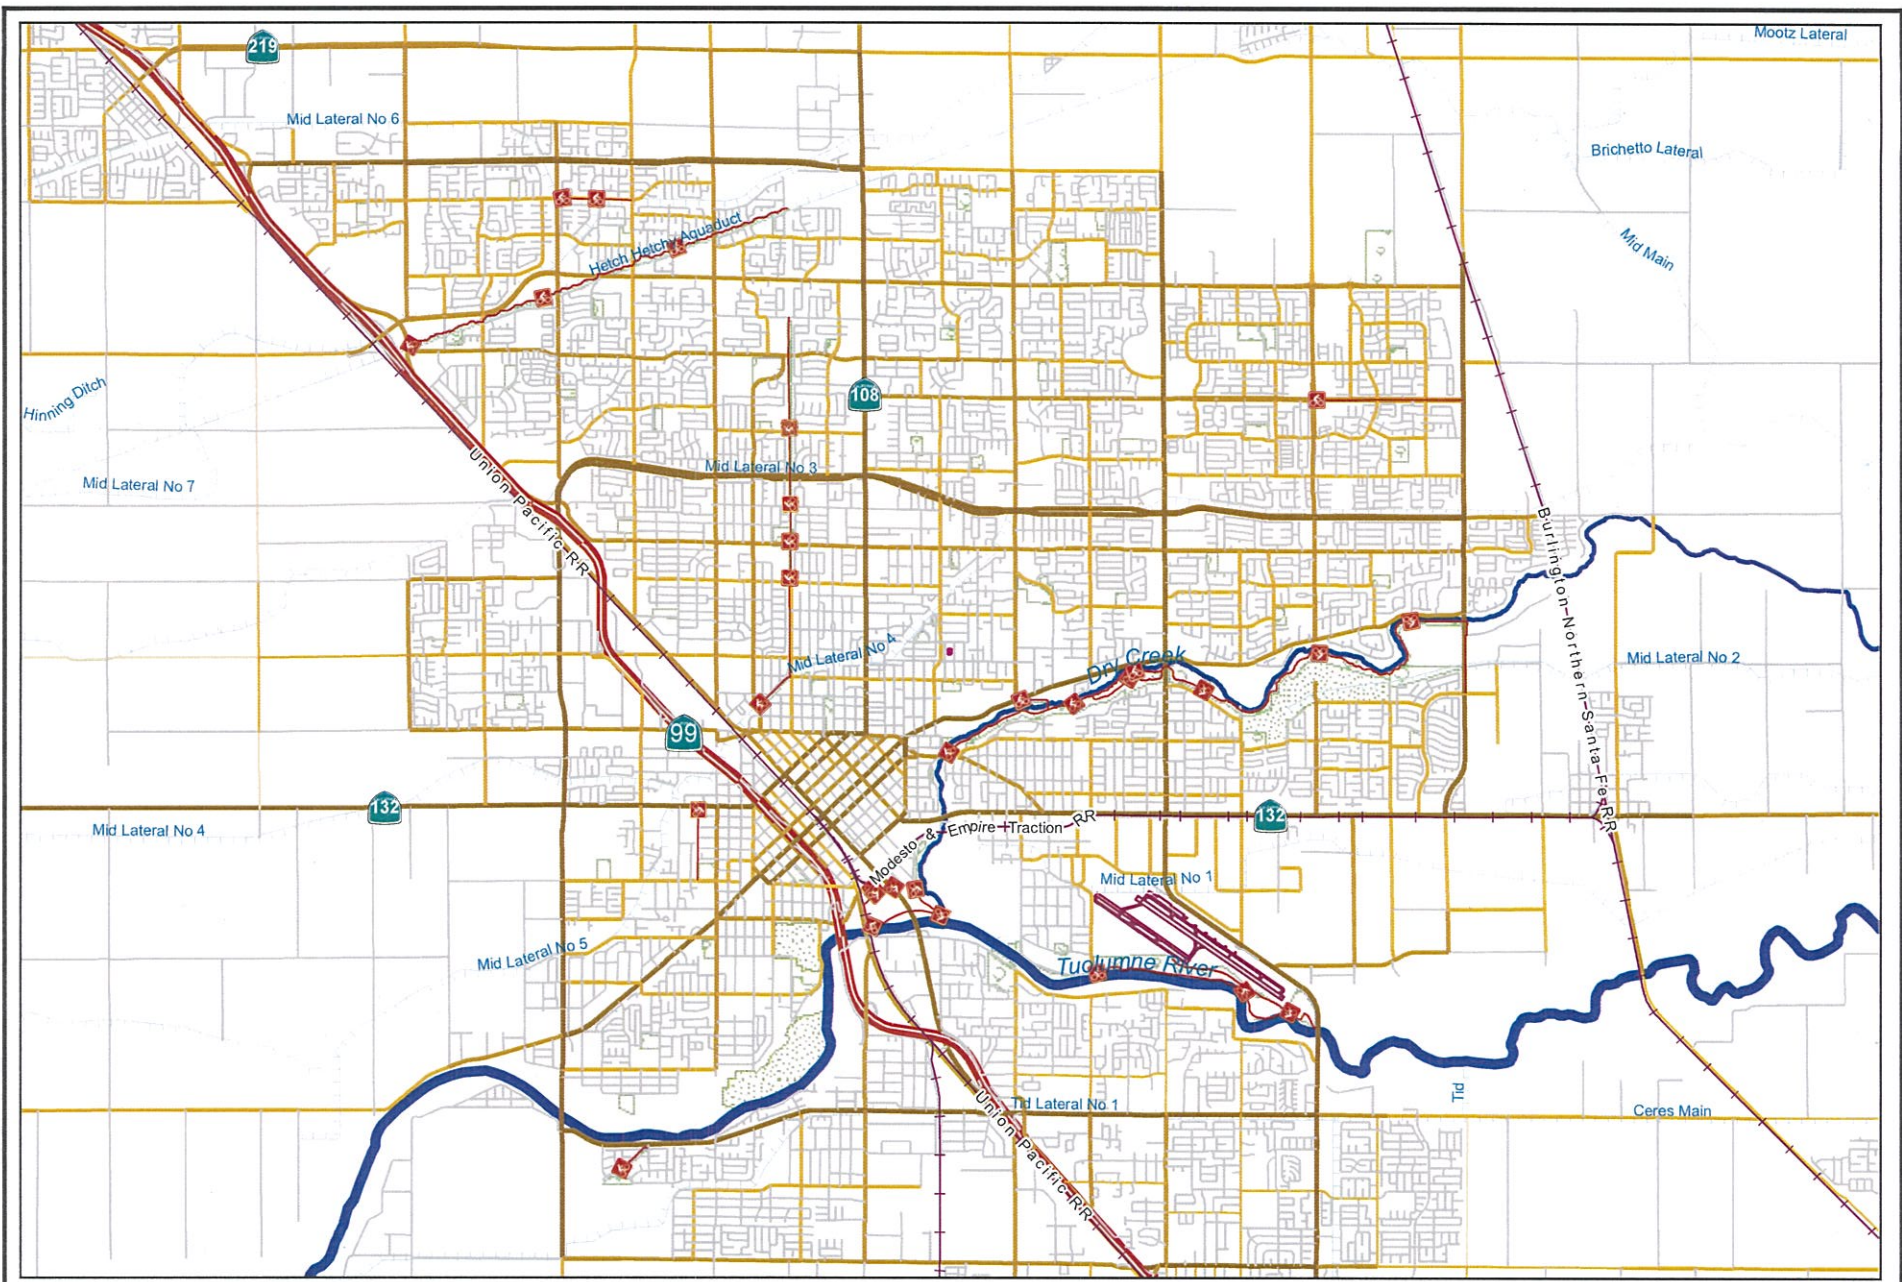 219
Mootz Lateral
Mid Lateral No 6
Brichetto Lateral
Mid Main
Hetch Hetchy Aquaduct
Hinning Ditch
108
Mid Lateral No 3
Union Pacific RR
Mid Lateral No 7
Burlington-Northern-Santa-Fe-RR
Mid Lateral No 4
Dry Creek
Mid Lateral No 2
99
132
132
Mid Lateral No 4
Modesto & Empire Traction RR
Mid Lateral No 1
Mid Lateral No 5
Tuolumne River
Tid
Tid Lateral No 1
Ceres Main
Union Pacific RR